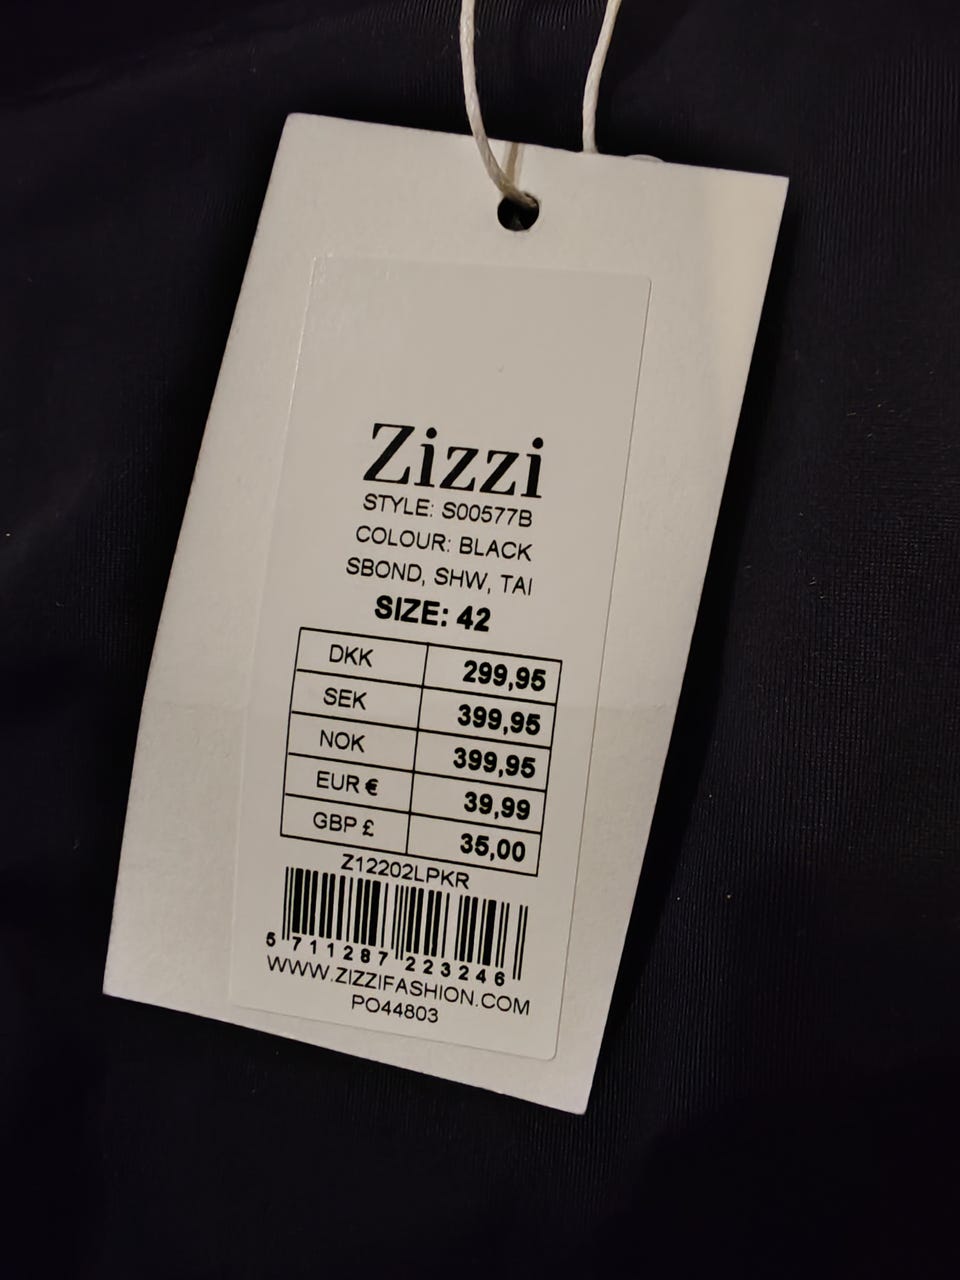 Zizzi
STYLE: S00577B
COLOUR: BLACK
SBOND, SHW, TAI
SIZE: 42
DKK 299,95
SEK 399,95
NOK 399,95
EUR € 39,99
GBP £ 35,00
Z12202LPKR
5 711287 223246
WWW.ZIZZIFASHION.COM
PO44803